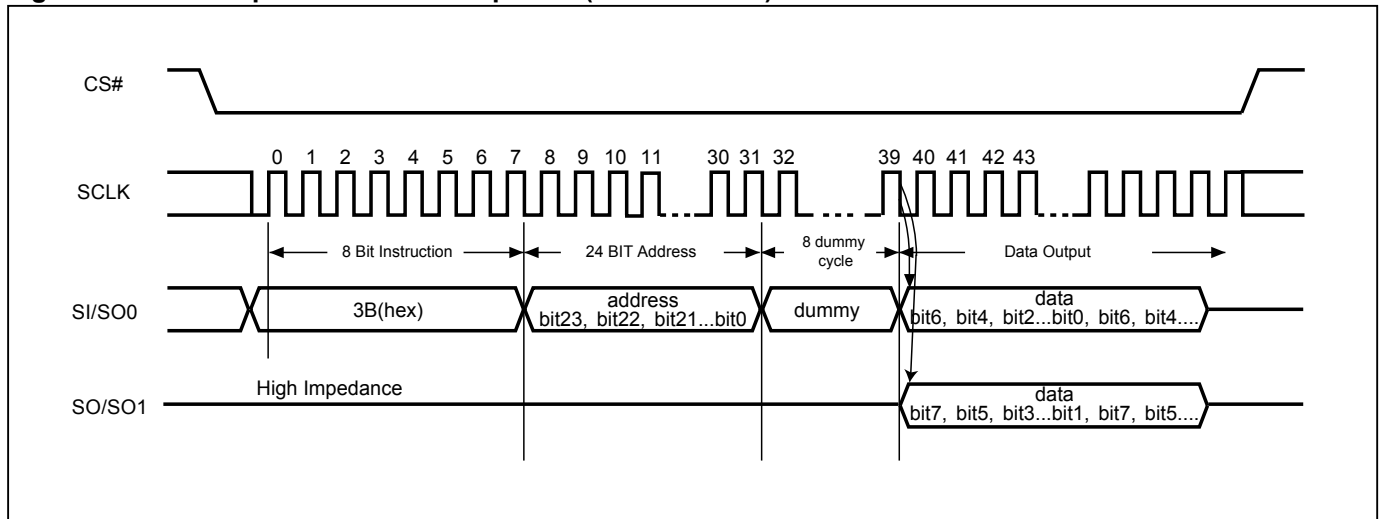 CS#
0 1 2 3 4 5 6 7 8 9 10 11 30 31 32 39 40 41 42 43
SCLK
8 Bit Instruction
24 BIT Address
8 dummy
cycle
Data Output
SI/SO0
3B(hex)
address
bit23, bit22, bit21...bit0
dummy
data
bit6, bit4, bit2...bit0, bit6, bit4....
High Impedance
SO/SO1
data
bit7, bit5, bit3...bit1, bit7, bit5....